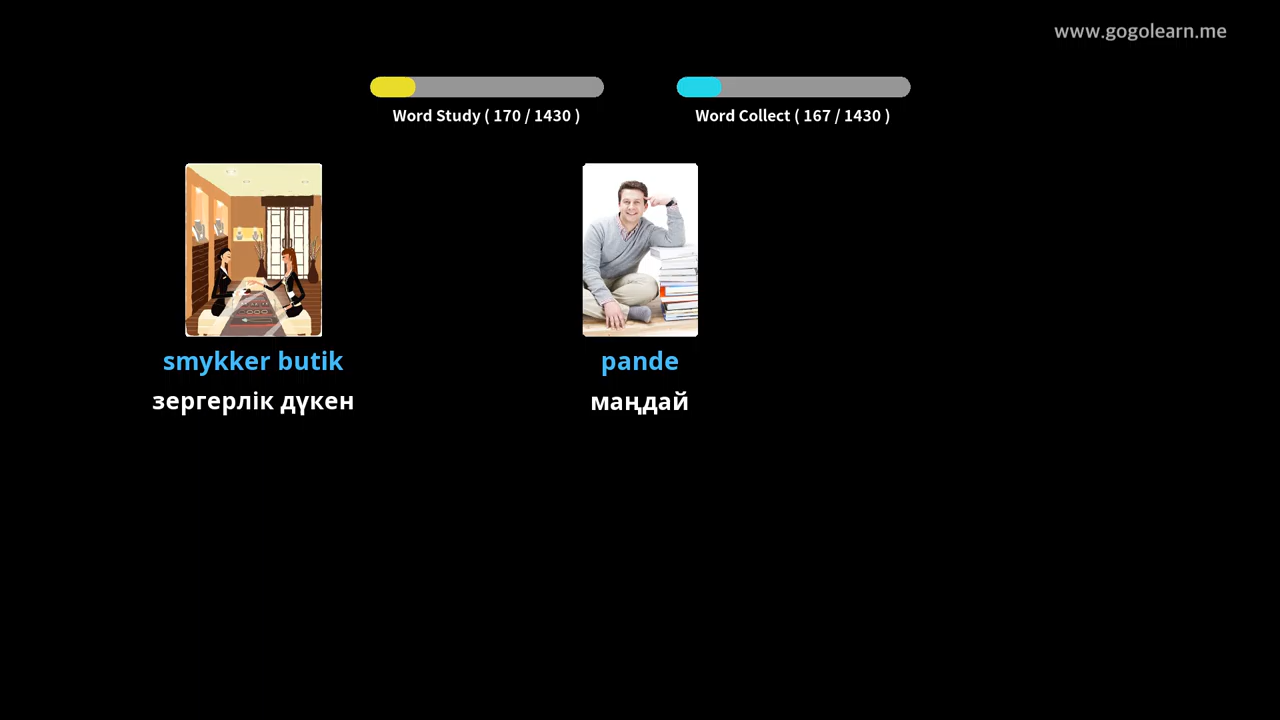 www.gogolearn.me
Word Study ( 170 / 1430 )
Word Collect ( 167 / 1430 )
smykker butik
зергерлік дүкен
pande
маңдай